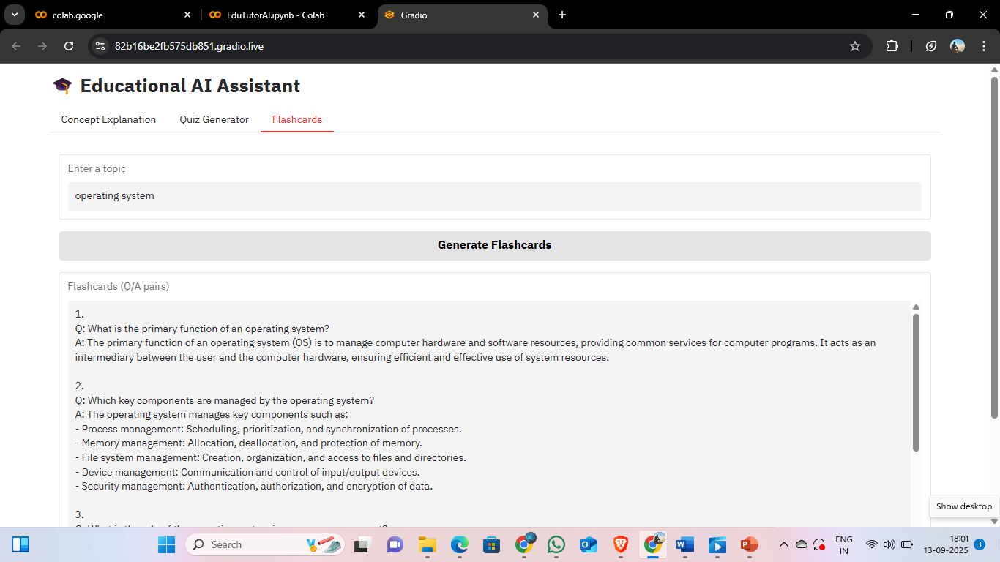 colab.google
EduTutorAI.ipynb - Colab
Gradio
82b16be2fb575db851.gradio.live
Educational AI Assistant
Concept Explanation
Quiz Generator
Flashcards
Enter a topic
operating system
Generate Flashcards
Flashcards (Q/A pairs)
1.
Q: What is the primary function of an operating system?
A: The primary function of an operating system (OS) is to manage computer hardware and software resources, providing common services for computer programs. It acts as an
intermediary between the user and the computer hardware, ensuring efficient and effective use of system resources.
2.
Q: Which key components are managed by the operating system?
A: The operating system manages key components such as:
- Process management: Scheduling, prioritization, and synchronization of processes.
- Memory management: Allocation, deallocation, and protection of memory.
- File system management: Creation, organization, and access to files and directories.
- Device management: Communication and control of input/output devices.
- Security management: Authentication, authorization, and encryption of data.
3.
Show desktop
Search
ENG
IN
18:01
13-09-2025
3